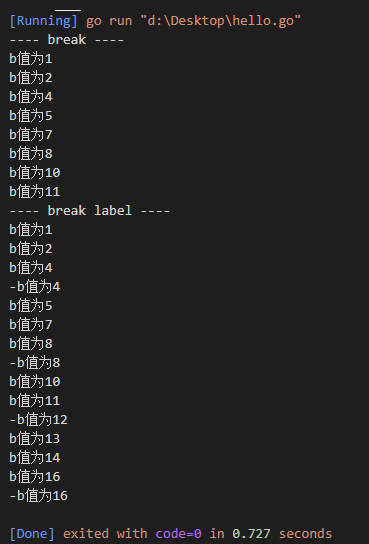 [Running] go run "d:\Desktop\hello.go"
---- break ----
b值为1
b值为2
b值为4
b值为5
b值为7
b值为8
b值为10
b值为11
---- break label ----
b值为1
b值为2
b值为4
-b值为4
b值为5
b值为7
b值为8
-b值为8
b值为10
b值为11
-b值为12
b值为13
b值为14
b值为16
-b值为16
[Done] exited with code=0 in 0.727 seconds